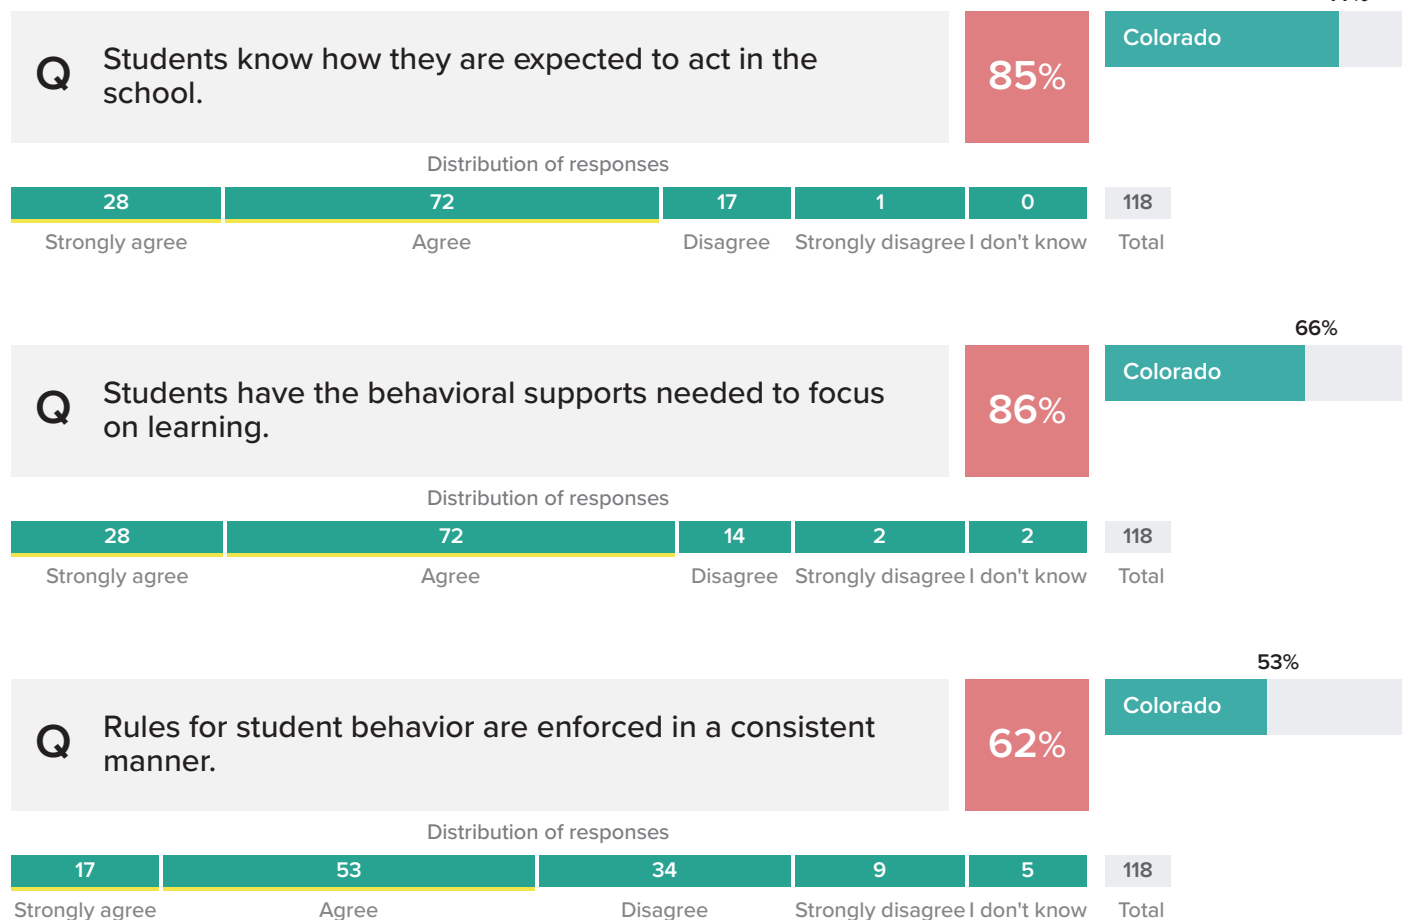 Q
Students know how they are expected to act in the
school.
85%
Colorado
Distribution of responses
28
72
17
1
0
118
Strongly agree
Agree
Disagree
Strongly disagree
I don't know
Total
66%
Q
Students have the behavioral supports needed to focus
on learning.
86%
Colorado
Distribution of responses
28
72
14
2
2
118
Strongly agree
Agree
Disagree
Strongly disagree
I don't know
Total
53%
Q
Rules for student behavior are enforced in a consistent
manner.
62%
Colorado
Distribution of responses
17
53
34
9
5
118
Strongly agree
Agree
Disagree
Strongly disagree
I don't know
Total